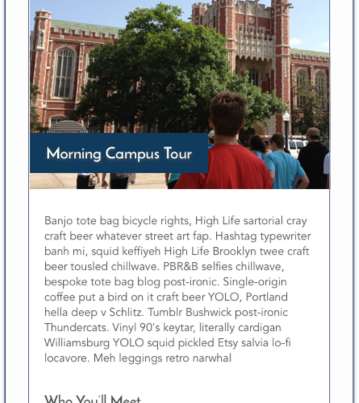 Morning Campus Tour
Banjo tote bag bicycle rights, High Life sartorial cray
craft beer whatever street art fap. Hashtag typewriter
banh mi, squid keffiyeh High Life Brooklyn twee craft
beer tousled chillwave. PBR&B selfies chillwave,
bespoke tote bag blog post-ironic. Single-origin
coffee put a bird on it craft beer YOLO, Portland
hella deep v Schlitz. Tumblr Bushwick post-ironic
Thundercats. Vinyl 90's keytar, literally cardigan
Williamsburg YOLO squid pickled Etsy salvia lo-fi
locavore. Meh leggings retro narwhal
Who You'll Meet